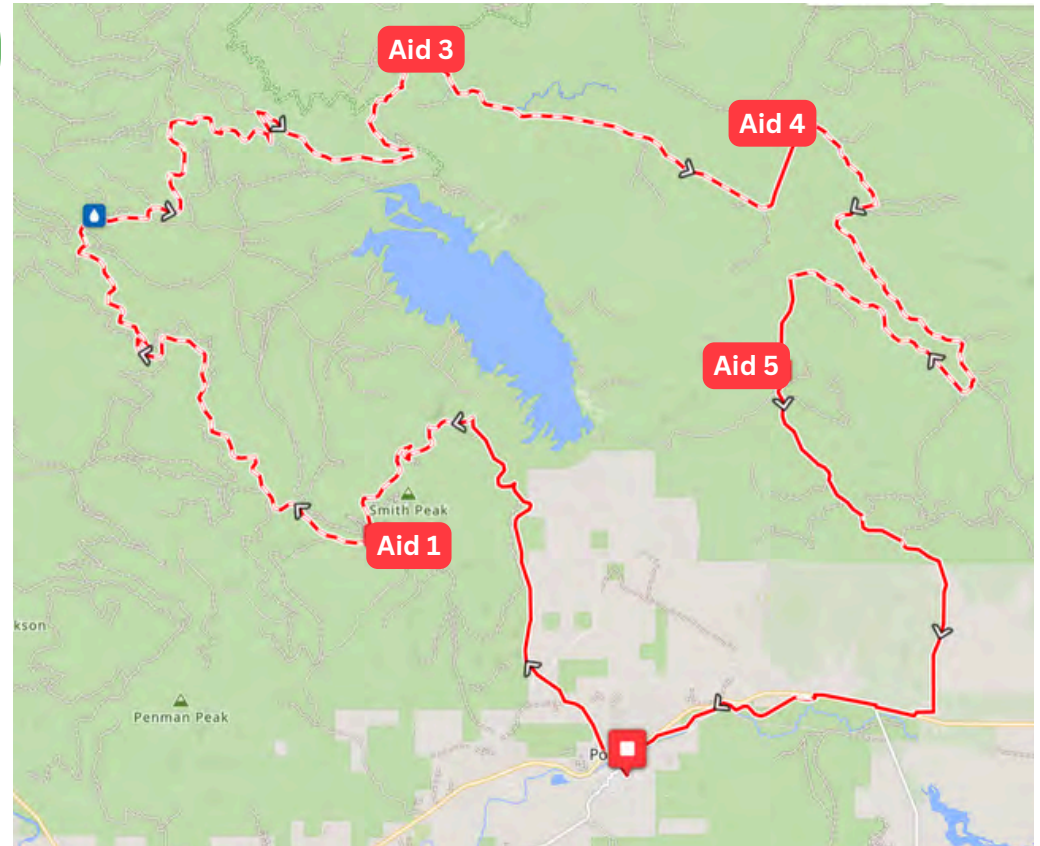 Aid 3
Aid 4
Aid 5
Smith Peak
Aid 1
kson
Penman Peak
Po